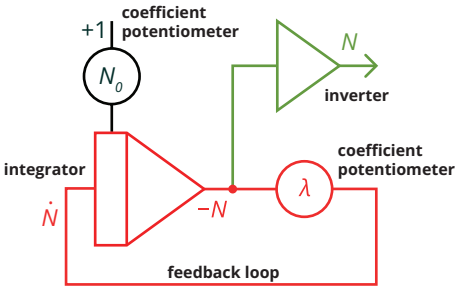 coefficient
+1
potentiometer
N₀
N
inverter
coefficient
potentiometer
integrator
λ
Ṅ
−N
feedback loop